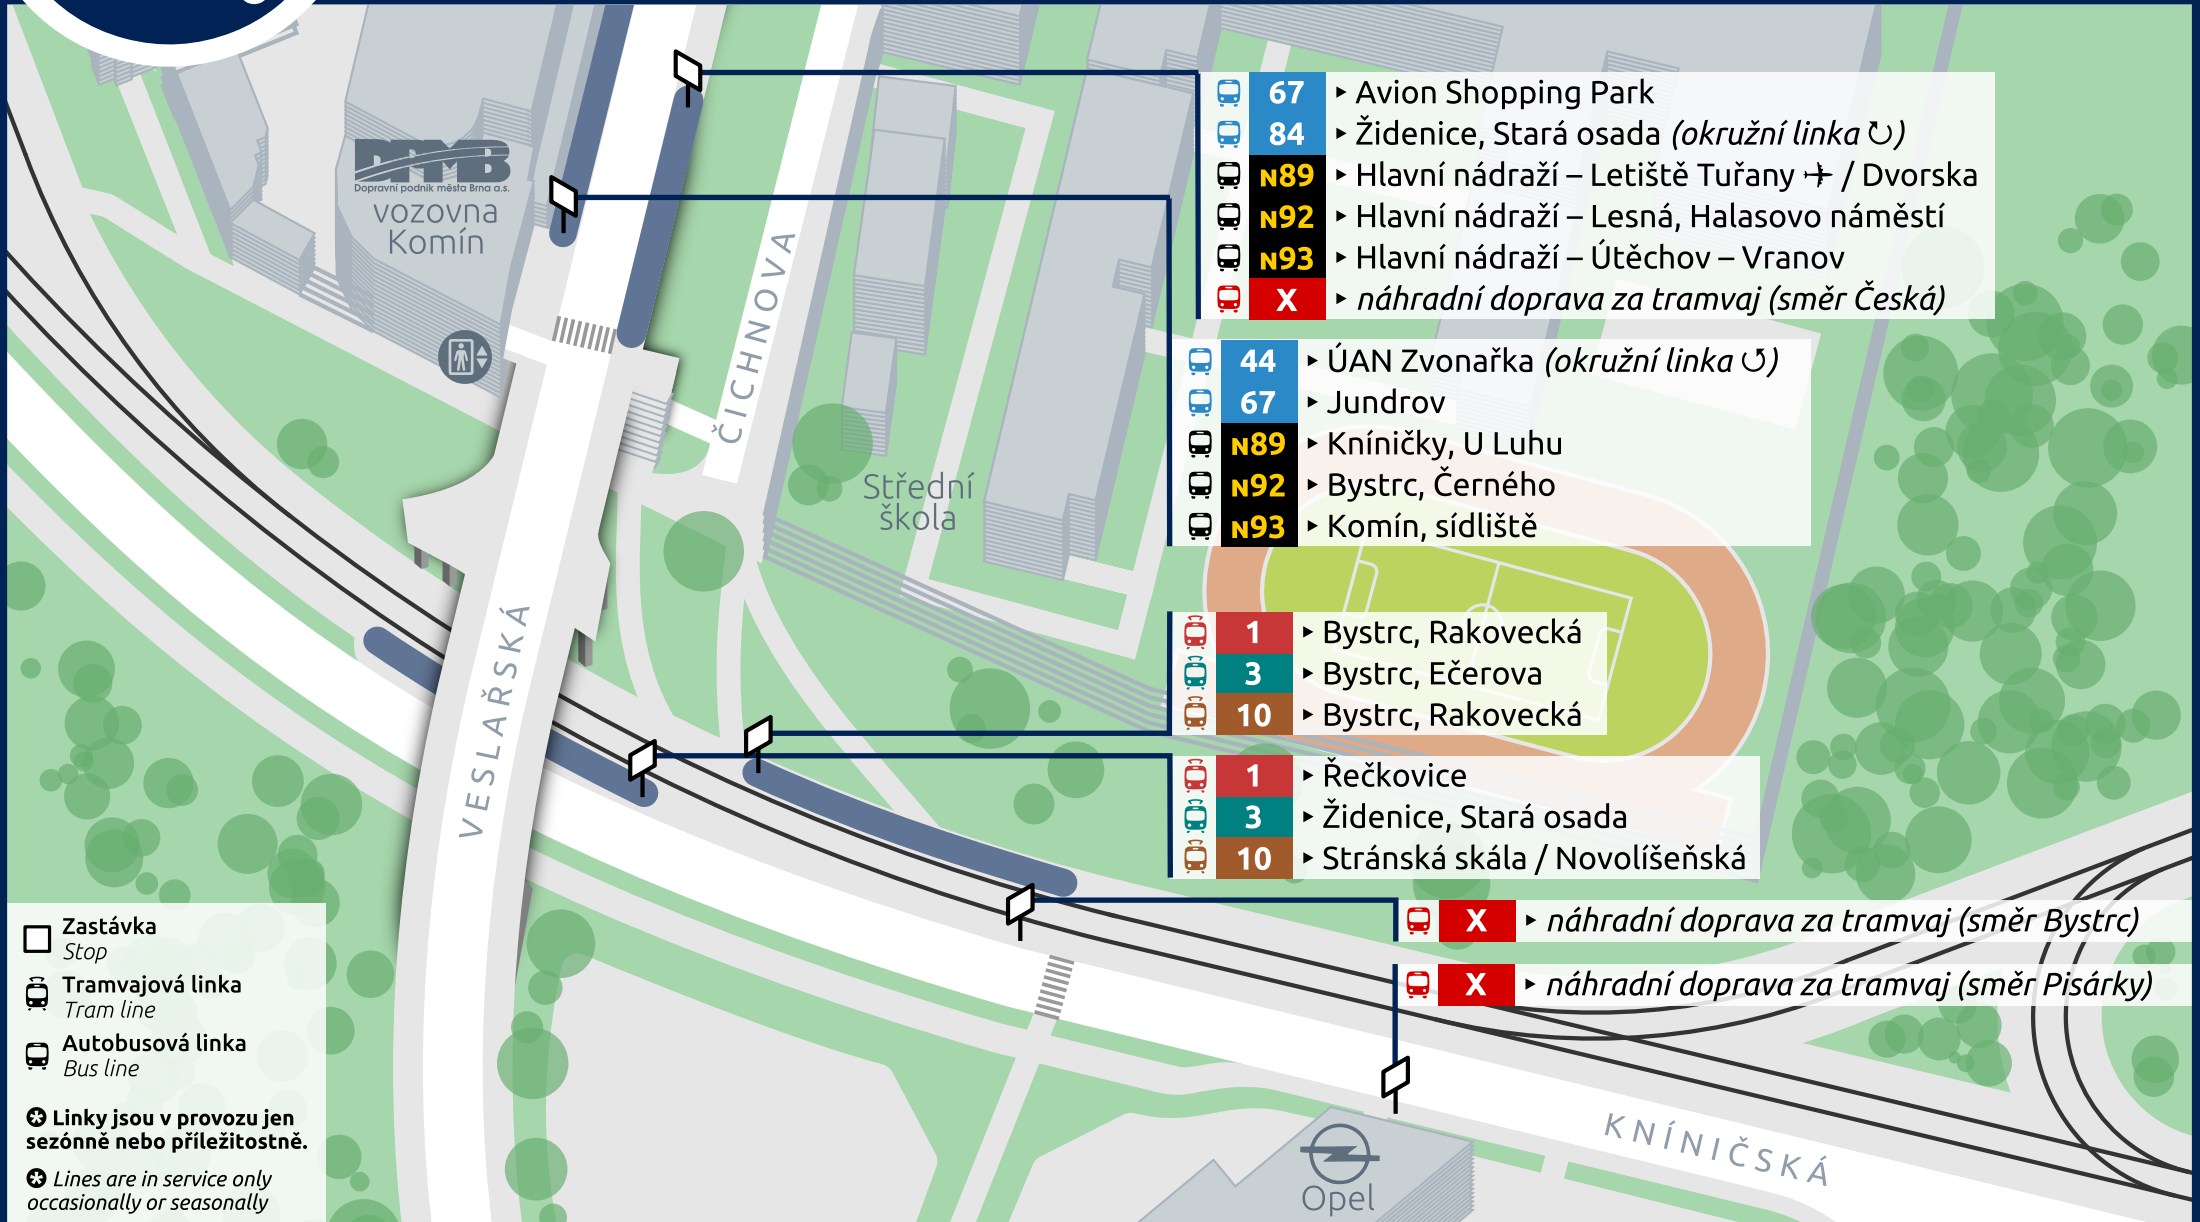 67 ▸ Avion Shopping Park
84 ▸ Židenice, Stará osada (okružní linka ↻)
N89 ▸ Hlavní nádraží – Letiště Tuřany ✈ / Dvorska
N92 ▸ Hlavní nádraží – Lesná, Halasovo náměstí
N93 ▸ Hlavní nádraží – Útěchov – Vranov
X ▸ náhradní doprava za tramvaj (směr Česká)
DPMB
Dopravní podnik města Brna a.s.
vozovna
Komín
ČICHNOVA
44 ▸ ÚAN Zvonařka (okružní linka ↺)
67 ▸ Jundrov
N89 ▸ Kníničky, U Luhu
N92 ▸ Bystrc, Černého
N93 ▸ Komín, sídliště
Střední
škola
VESLAŘSKÁ
1 ▸ Bystrc, Rakovecká
3 ▸ Bystrc, Ečerova
10 ▸ Bystrc, Rakovecká
1 ▸ Řečkovice
3 ▸ Židenice, Stará osada
10 ▸ Stránská skála / Novolíšeňská
X ▸ náhradní doprava za tramvaj (směr Bystrc)
X ▸ náhradní doprava za tramvaj (směr Pisárky)
KNÍNIČSKÁ
Opel
Zastávka
Stop
Tramvajová linka
Tram line
Autobusová linka
Bus line
✪ Linky jsou v provozu jen
sezónně nebo příležitostně.
✪ Lines are in service only
occasionally or seasonally